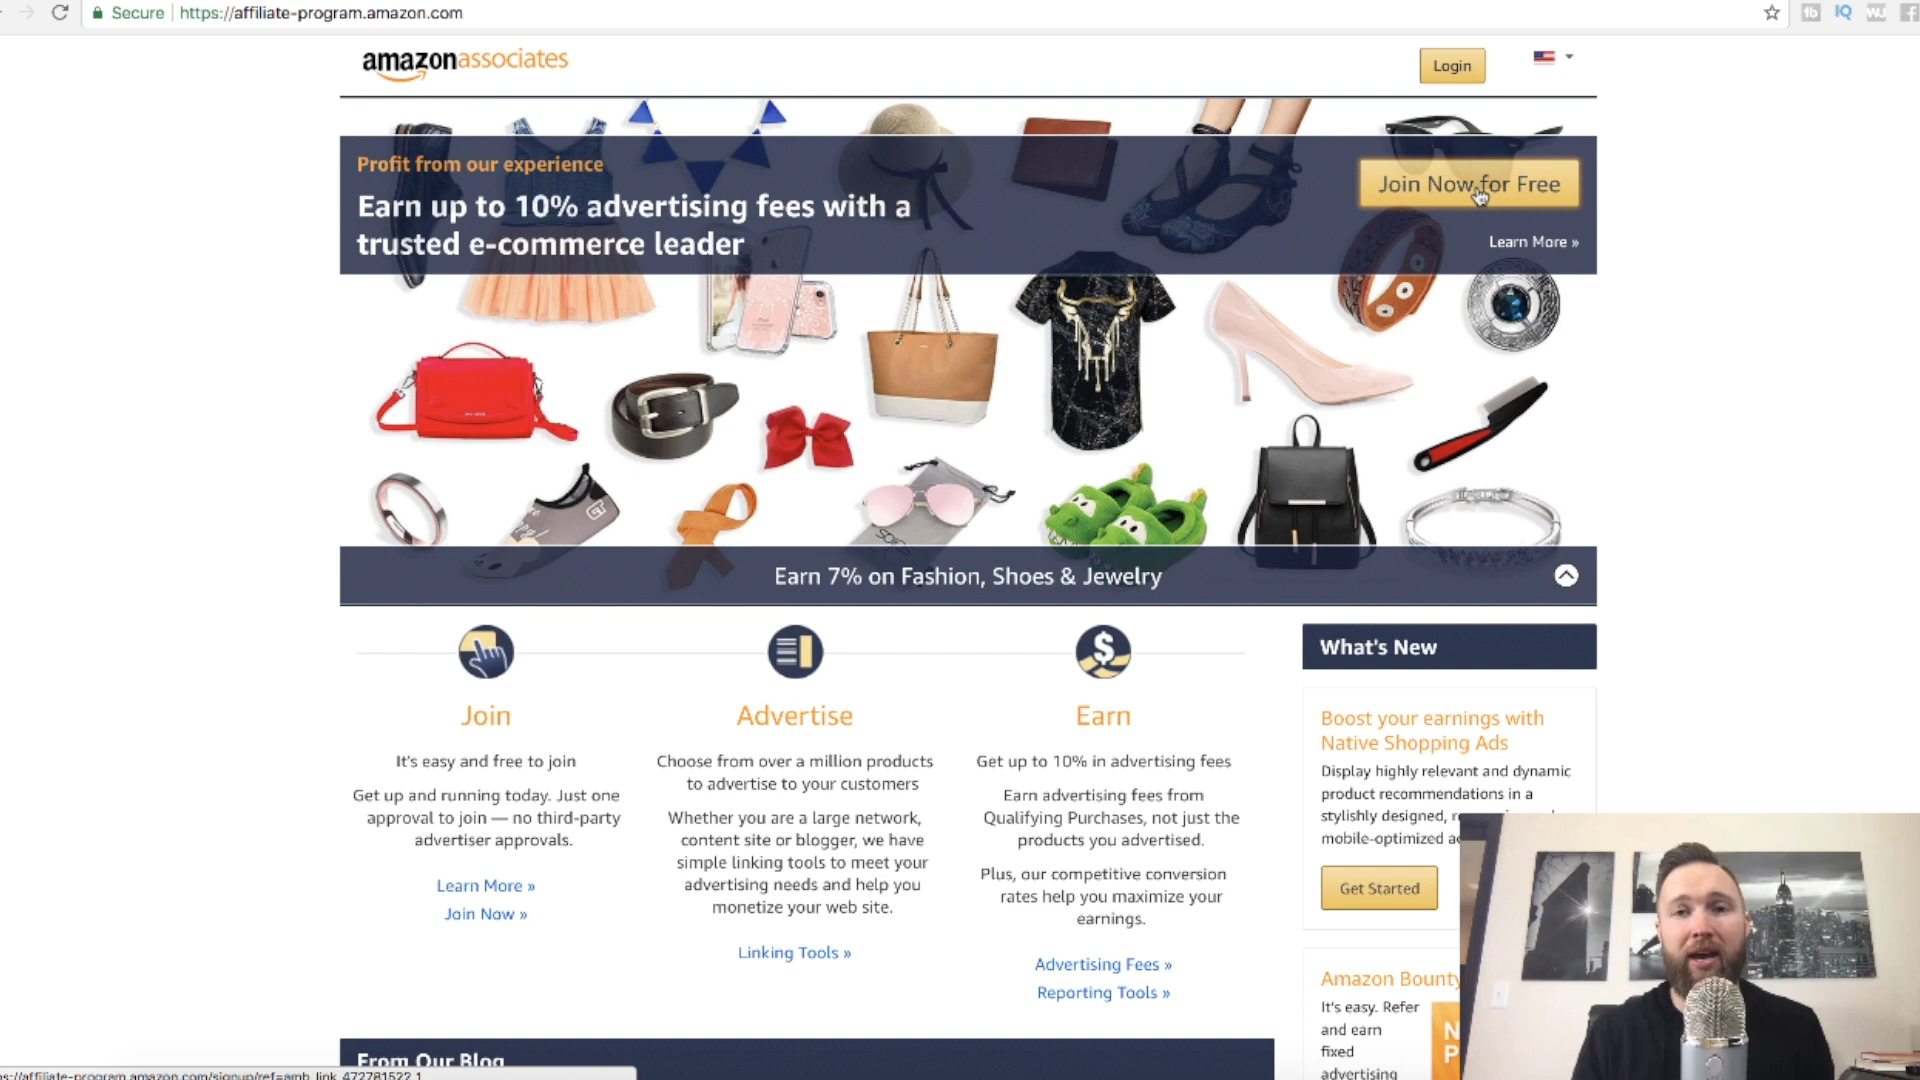 Secure | https://affiliate-program.amazon.com
amazonassociates
Login
Profit from our experience
Earn up to 10% advertising fees with a
trusted e-commerce leader
Join Now for Free
Learn More »
Earn 7% on Fashion, Shoes & Jewelry
Join
It's easy and free to join
Get up and running today. Just one
approval to join — no third-party
advertiser approvals.
Learn More »
Join Now »
Advertise
Choose from over a million products
to advertise to your customers
Whether you are a large network,
content site or blogger, we have
simple linking tools to meet your
advertising needs and help you
monetize your web site.
Linking Tools »
Earn
Get up to 10% in advertising fees
Earn advertising fees from
Qualifying Purchases, not just the
products you advertised.
Plus, our competitive conversion
rates help you maximize your
earnings.
Advertising Fees »
Reporting Tools »
What's New
Boost your earnings with
Native Shopping Ads
Display highly relevant and dynamic
product recommendations in a
stylishly designed,
mobile-optimized
Get Started
Amazon Bounty
It's easy. Refer
and earn
fixed
advertising
N
P
From Our Blog
s://affiliate-program.amazon.com/signup/ref=amb_link_472781522_1